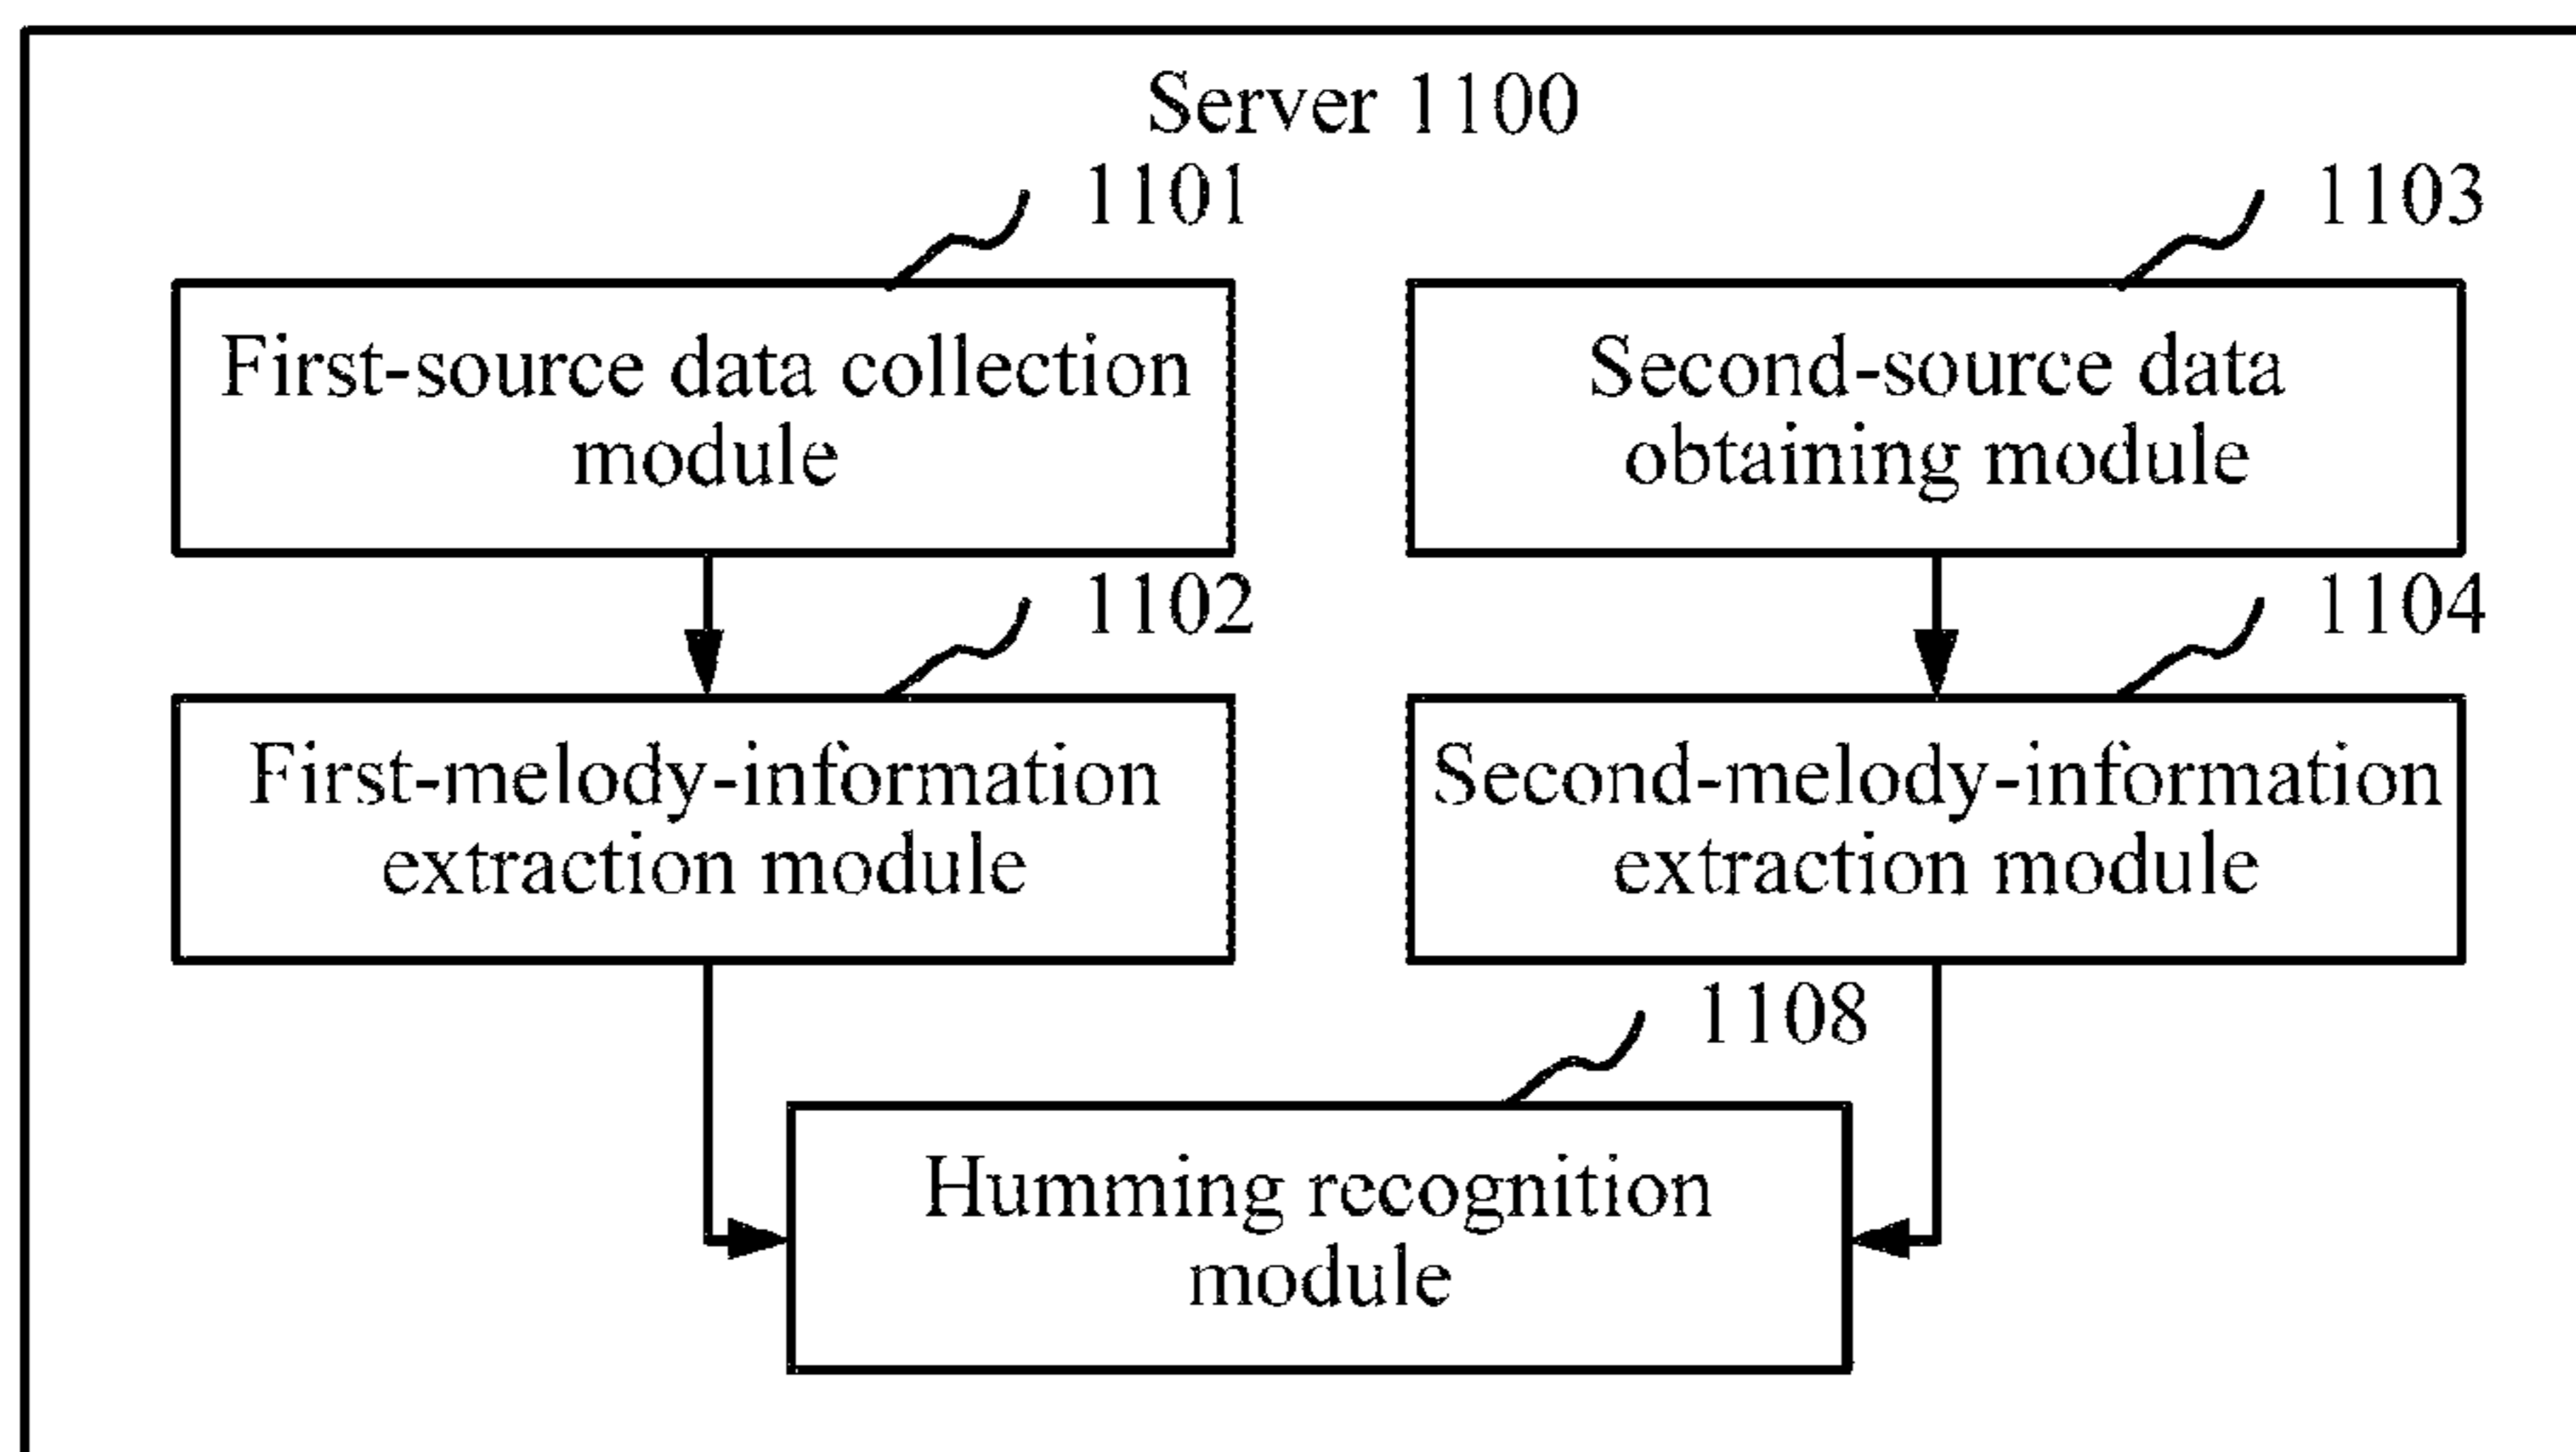 Server 1100
1101
First-source data collection
module
1103
Second-source data
obtaining module
1102
First-melody-information
extraction module
1104
Second-melody-information
extraction module
1108
Humming recognition
module